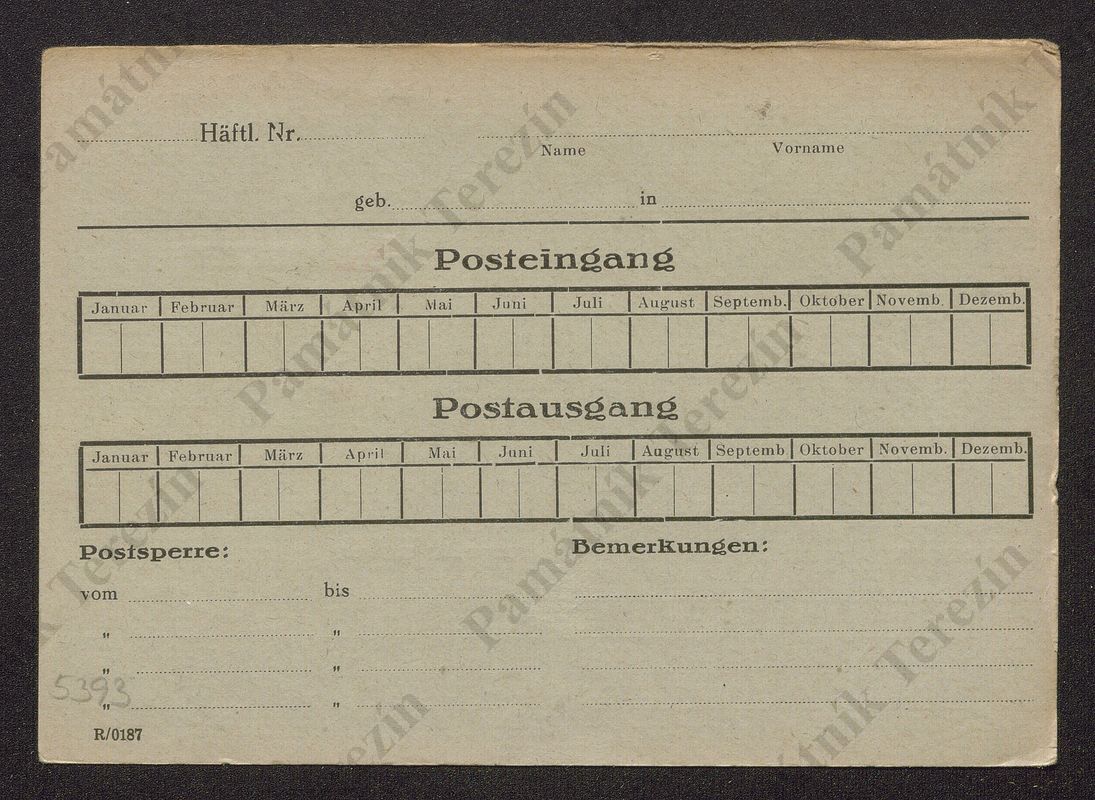 Häftl. Nr.
Name Vorname
geb. in
Posteingang
Januar Februar März April Mai Juni Juli August Septemb. Oktober Novemb. Dezemb.
Postausgang
Januar Februar März April Mai Juni Juli August Septemb. Oktober Novemb. Dezemb.
Postsperre: Bemerkungen:
vom bis
" "
" "
" "
5393
R/0187
Památník Terezín